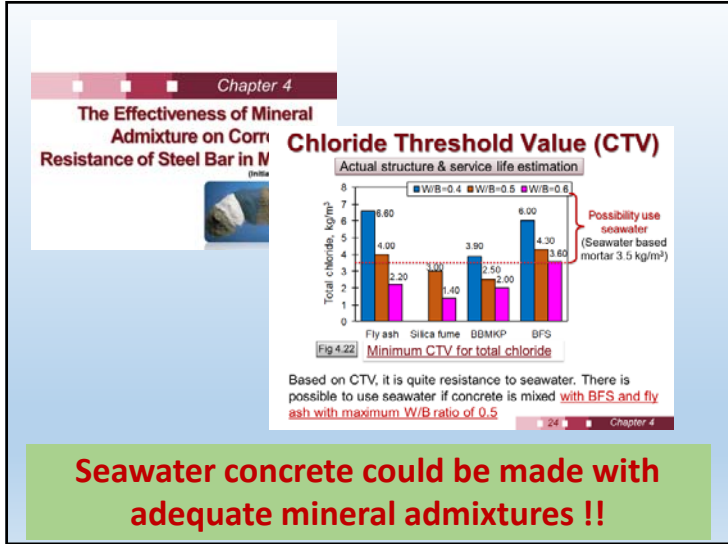 Chapter 4
The Effectiveness of Mineral
Admixture on Corro
Resistance of Steel Bar in M
(Initia
Chloride Threshold Value (CTV)
Actual structure & service life estimation
W/B=0.4 W/B=0.5 W/B=0.6
Total chloride, kg/m³
8
7
6
5
4
3
2
1
0
6.60
4.00
2.20
3.00
1.40
3.90
2.50
2.00
6.00
4.30
3.60
Fly ash Silica fume BBMKP BFS
Possibility use
seawater
(Seawater based
mortar 3.5 kg/m³)
Fig 4.22 Minimum CTV for total chloride
Based on CTV, it is quite resistance to seawater. There is
possible to use seawater if concrete is mixed with BFS and fly
ash with maximum W/B ratio of 0.5
24 Chapter 4
Seawater concrete could be made with
adequate mineral admixtures !!